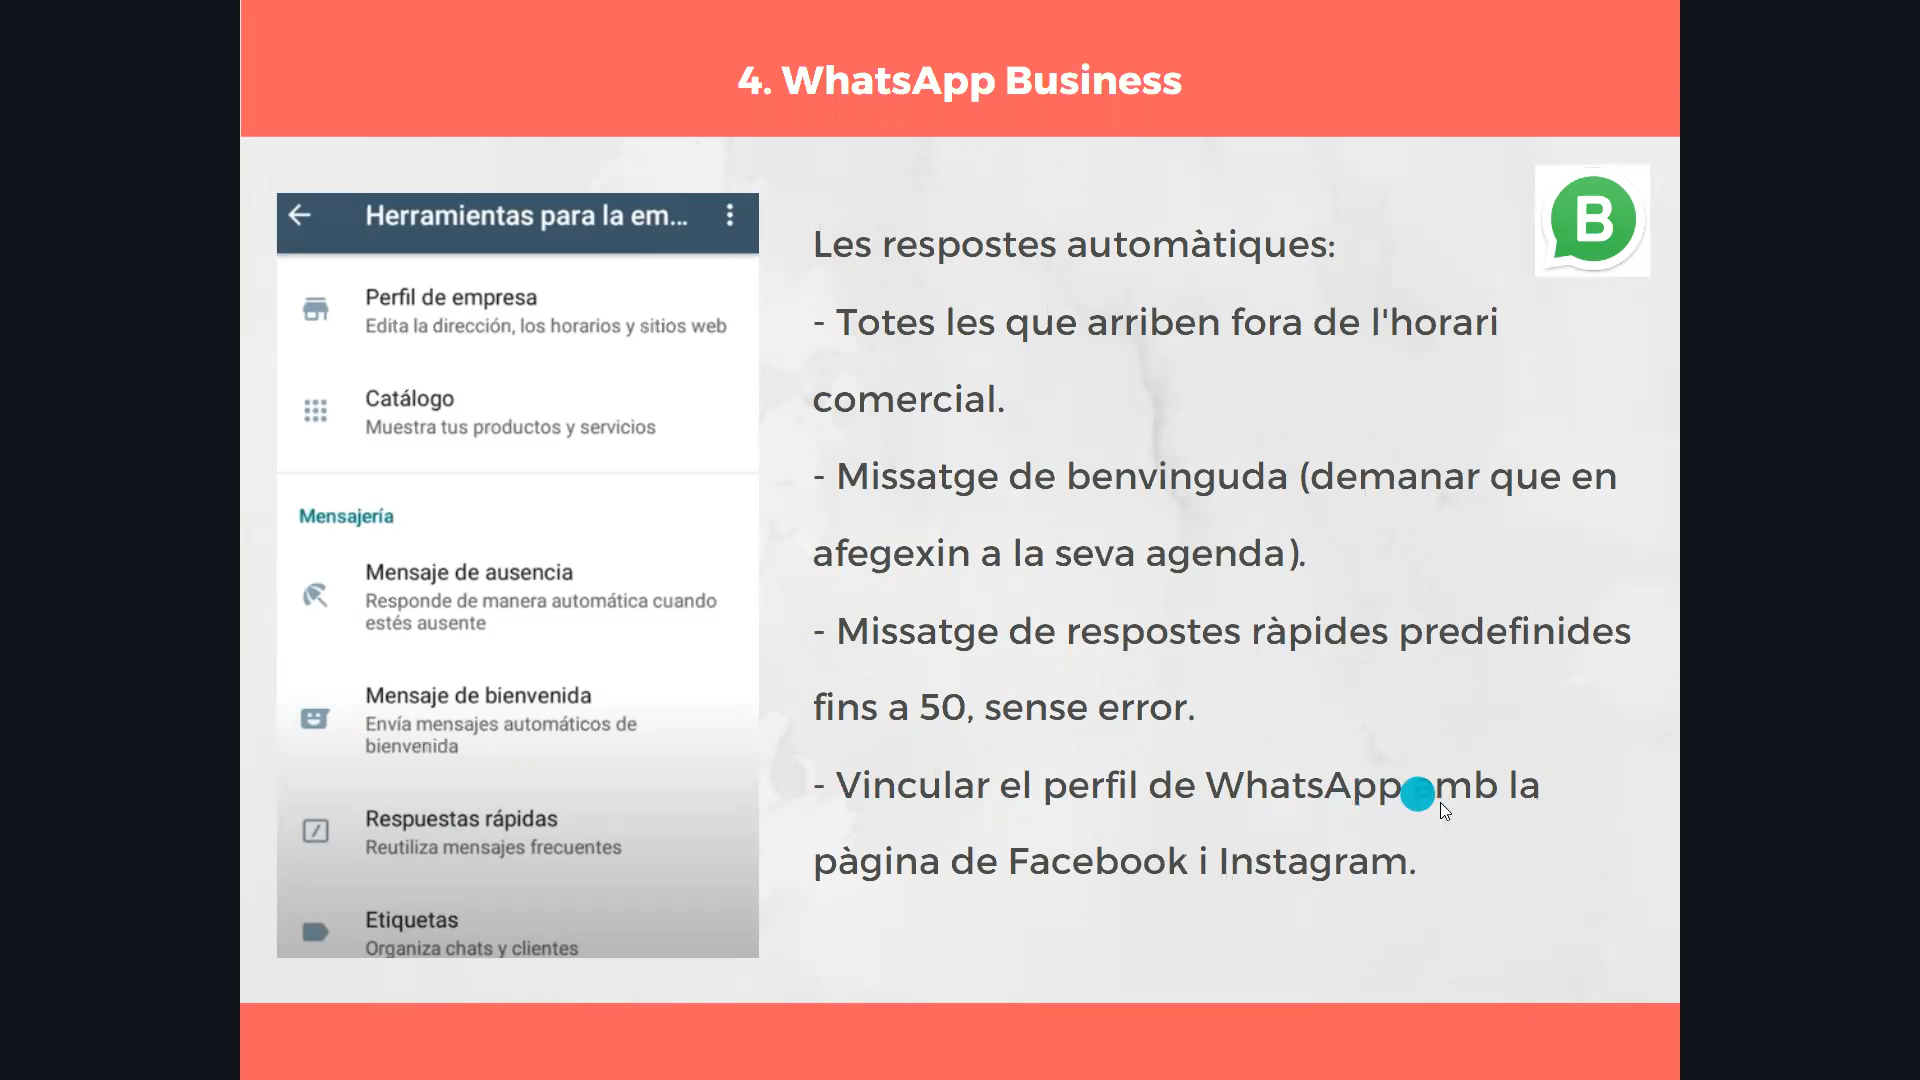 4. WhatsApp Business
Herramientas para la em...
Perfil de empresa
Edita la dirección, los horarios y sitios web
Catálogo
Muestra tus productos y servicios
Mensajería
Mensaje de ausencia
Responde de manera automática cuando
estés ausente
Mensaje de bienvenida
Envía mensajes automáticos de
bienvenida
Respuestas rápidas
Reutiliza mensajes frecuentes
Etiquetas
Organiza chats y clientes
B
Les respostes automàtiques:
- Totes les que arriben fora de l'horari
comercial.
- Missatge de benvinguda (demanar que en
afegexin a la seva agenda).
- Missatge de respostes ràpides predefinides
fins a 50, sense error.
- Vincular el perfil de WhatsApp amb la
pàgina de Facebook i Instagram.